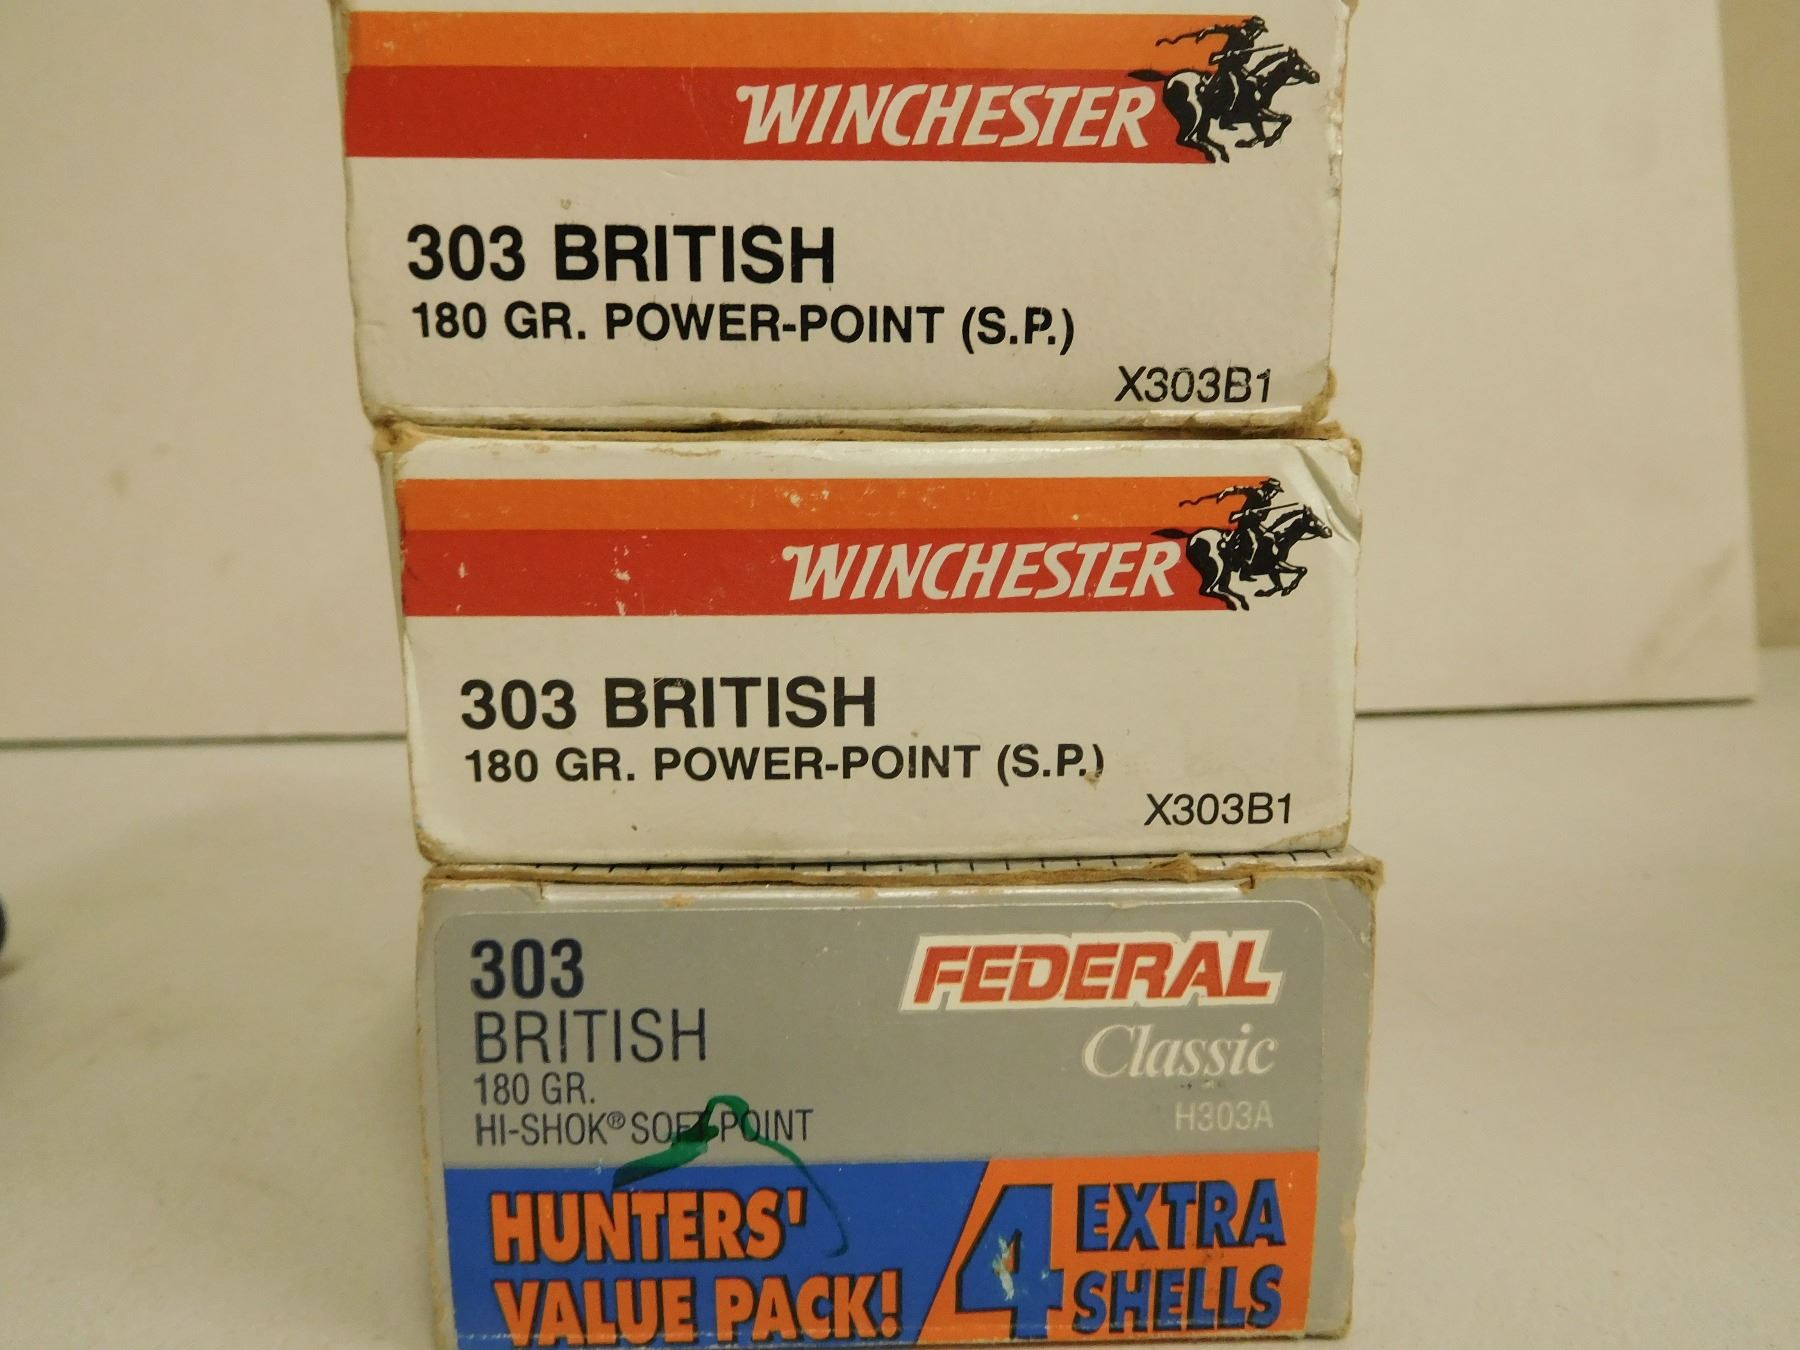 WINCHESTER
303 BRITISH
180 GR. POWER-POINT (S.P.)
X303B1
WINCHESTER
303 BRITISH
180 GR. POWER-POINT (S.P.)
X303B1
303
BRITISH
180 GR.
HI-SHOK® SOFT POINT
FEDERAL
Classic
H303A
HUNTERS'
VALUE PACK!
4 EXTRA
SHELLS